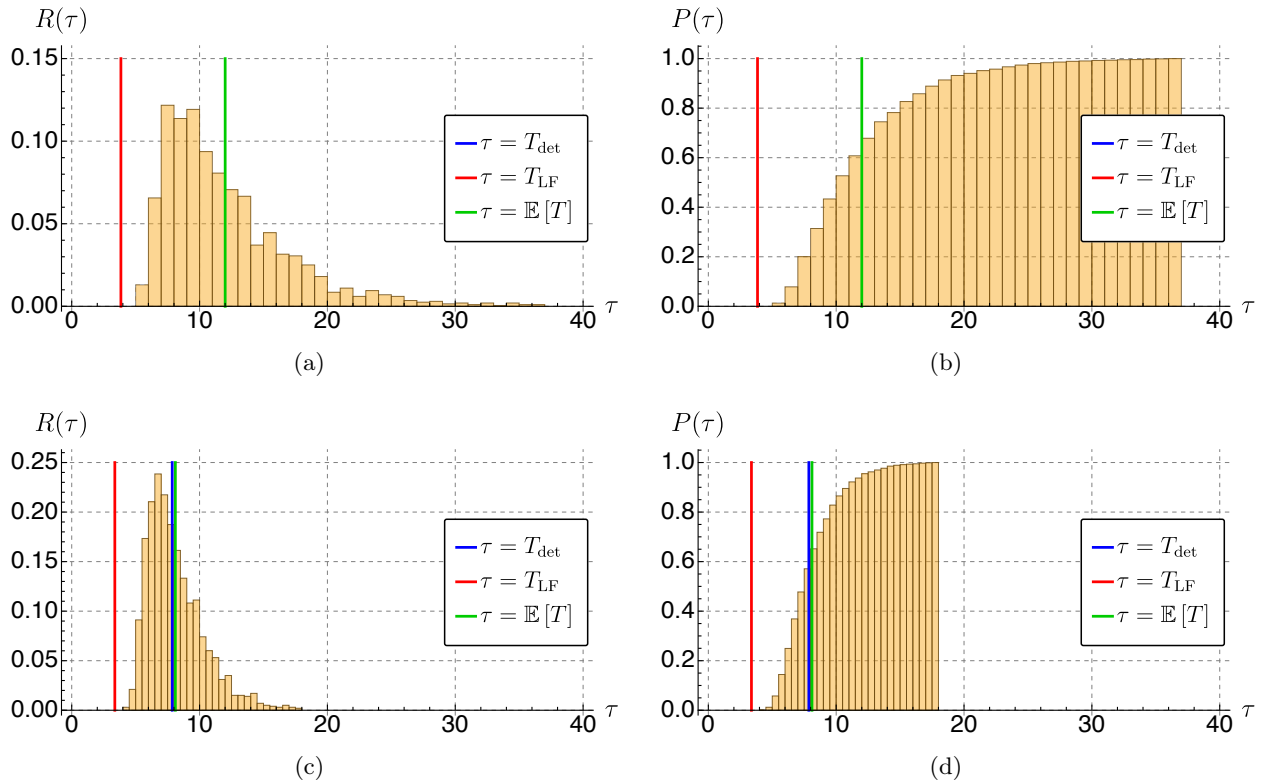 R(τ)
0.15
0.10
0.05
0.00
0 10 20 30 40 τ
τ = T_det
τ = T_LF
τ = 𝔼 [T]
(a)
P(τ)
1.0
0.8
0.6
0.4
0.2
0.0
0 10 20 30 40 τ
τ = T_det
τ = T_LF
τ = 𝔼 [T]
(b)
R(τ)
0.25
0.20
0.15
0.10
0.05
0.00
0 10 20 30 40 τ
τ = T_det
τ = T_LF
τ = 𝔼 [T]
(c)
P(τ)
1.0
0.8
0.6
0.4
0.2
0.0
0 10 20 30 40 τ
τ = T_det
τ = T_LF
τ = 𝔼 [T]
(d)